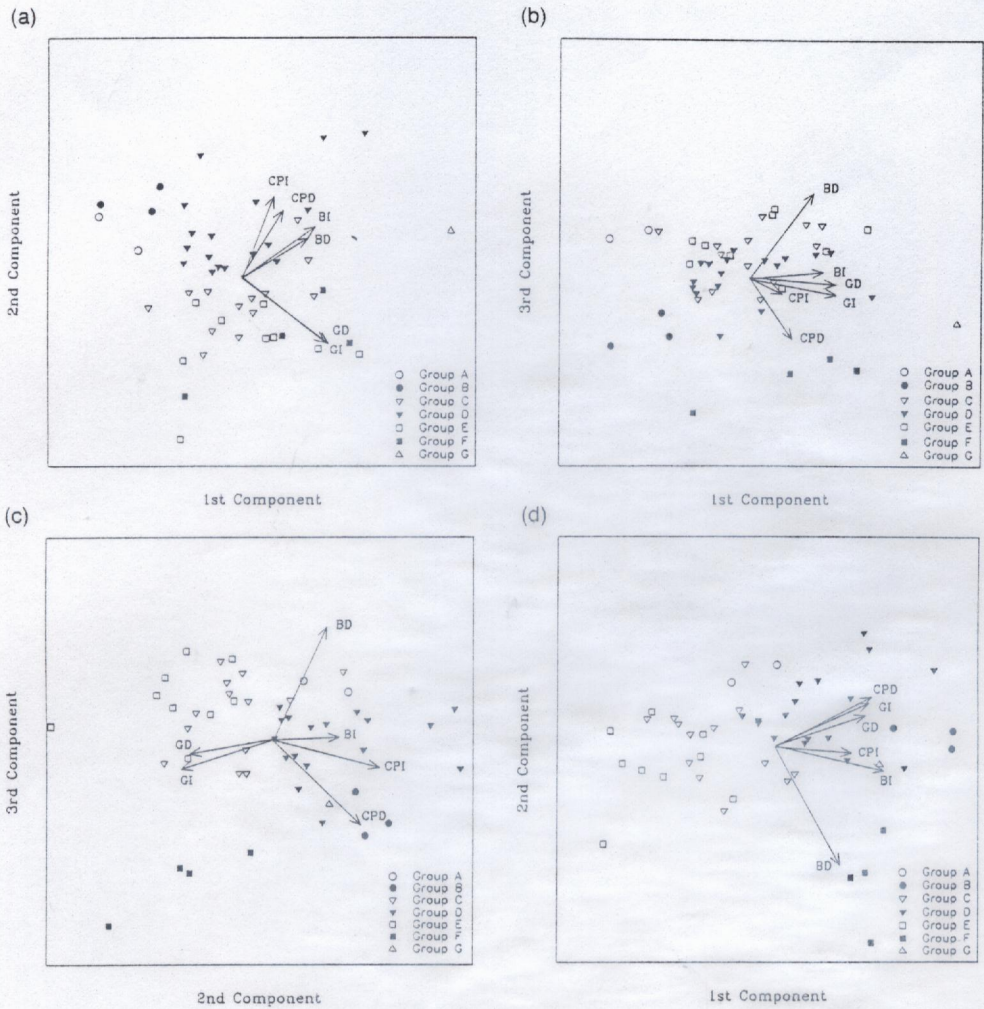 (a)
2nd Component
CPI
CPD
BI
BD
GD
GI
Group A
Group B
Group C
Group D
Group E
Group F
Group G
1st Component
(b)
3rd Component
BD
BI
GD
GI
CPI
CPD
Group A
Group B
Group C
Group D
Group E
Group F
Group G
1st Component
(c)
3rd Component
BD
BI
GD
GI
CPI
CPD
Group A
Group B
Group C
Group D
Group E
Group F
Group G
2nd Component
(d)
2nd Component
CPD
GI
GD
CPI
BI
BD
Group A
Group B
Group C
Group D
Group E
Group F
Group G
1st Component